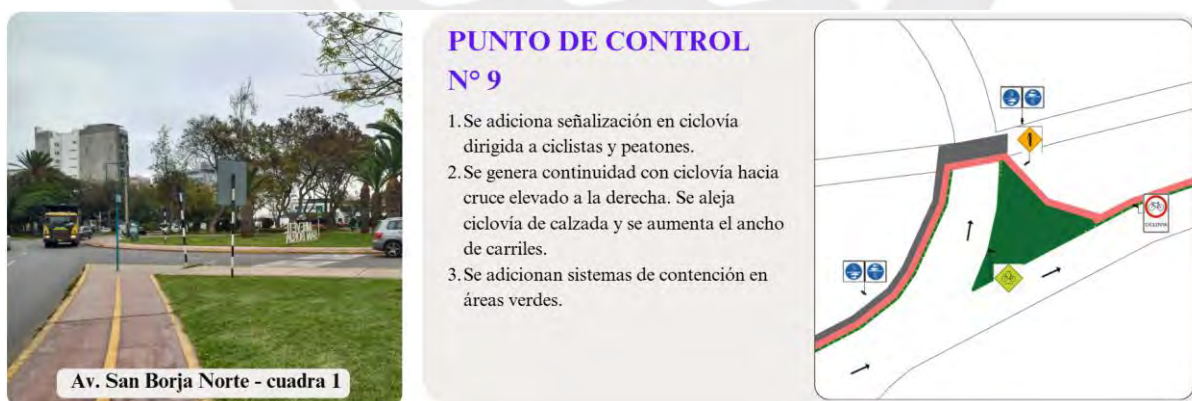 PUNTO DE CONTROL
N° 9
1. Se adiciona señalización en ciclovía
dirigida a ciclistas y peatones.
2. Se genera continuidad con ciclovía hacia
cruce elevado a la derecha. Se aleja
ciclovía de calzada y se aumenta el ancho
de carriles.
3. Se adicionan sistemas de contención en
áreas verdes.
Av. San Borja Norte - cuadra 1
CICLOVIA